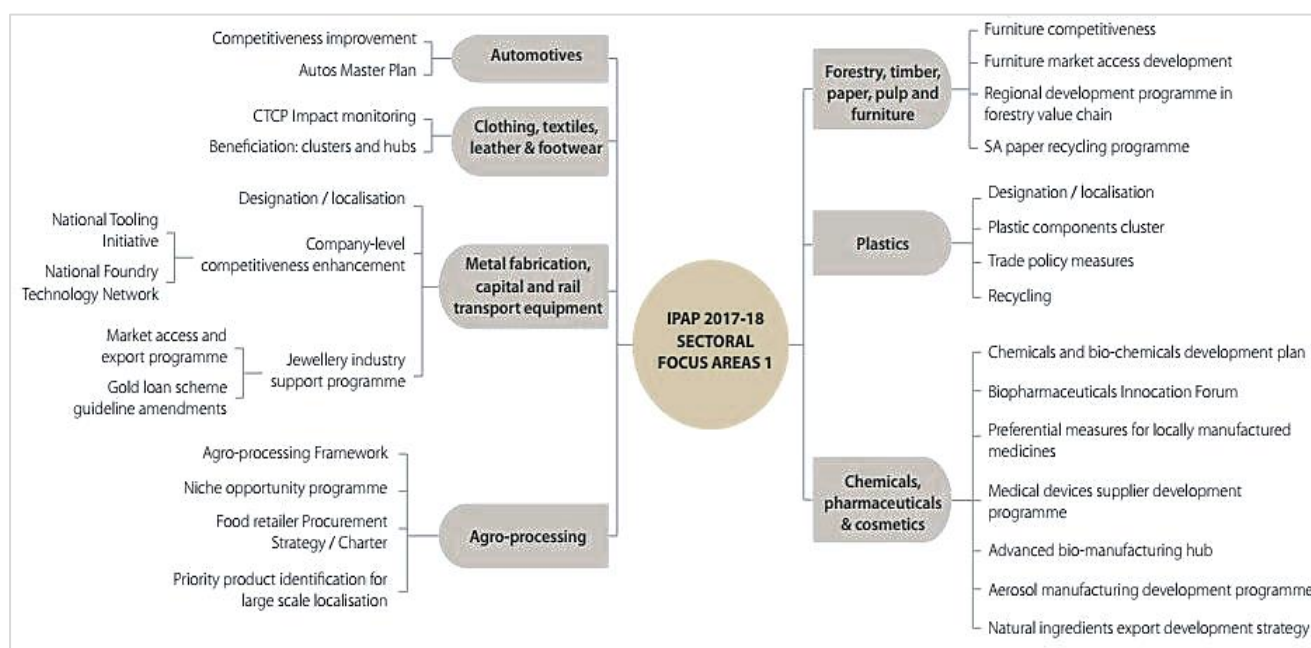 Competitiveness improvement
Autos Master Plan
Automotives
CTCP Impact monitoring
Beneficiation: clusters and hubs
Clothing, textiles,
leather & footwear
Designation / localisation
National Tooling
Initiative
Company-level
competitiveness enhancement
National Foundry
Technology Network
Metal fabrication,
capital and rail
transport equipment
Market access and
export programme
Jewellery industry
support programme
Gold loan scheme
guideline amendments
Agro-processing Framework
Niche opportunity programme
Food retailer Procurement
Strategy / Charter
Priority product identification for
large scale localisation
Agro-processing
IPAP 2017-18
SECTORAL
FOCUS AREAS 1
Forestry, timber,
paper, pulp and
furniture
Furniture competitiveness
Furniture market access development
Regional development programme in
forestry value chain
SA paper recycling programme
Plastics
Designation / localisation
Plastic components cluster
Trade policy measures
Recycling
Chemicals,
pharmaceuticals
& cosmetics
Chemicals and bio-chemicals development plan
Biopharmaceuticals Innocation Forum
Preferential measures for locally manufactured
medicines
Medical devices supplier development
programme
Advanced bio-manufacturing hub
Aerosol manufacturing development programme
Natural ingredients export development strategy